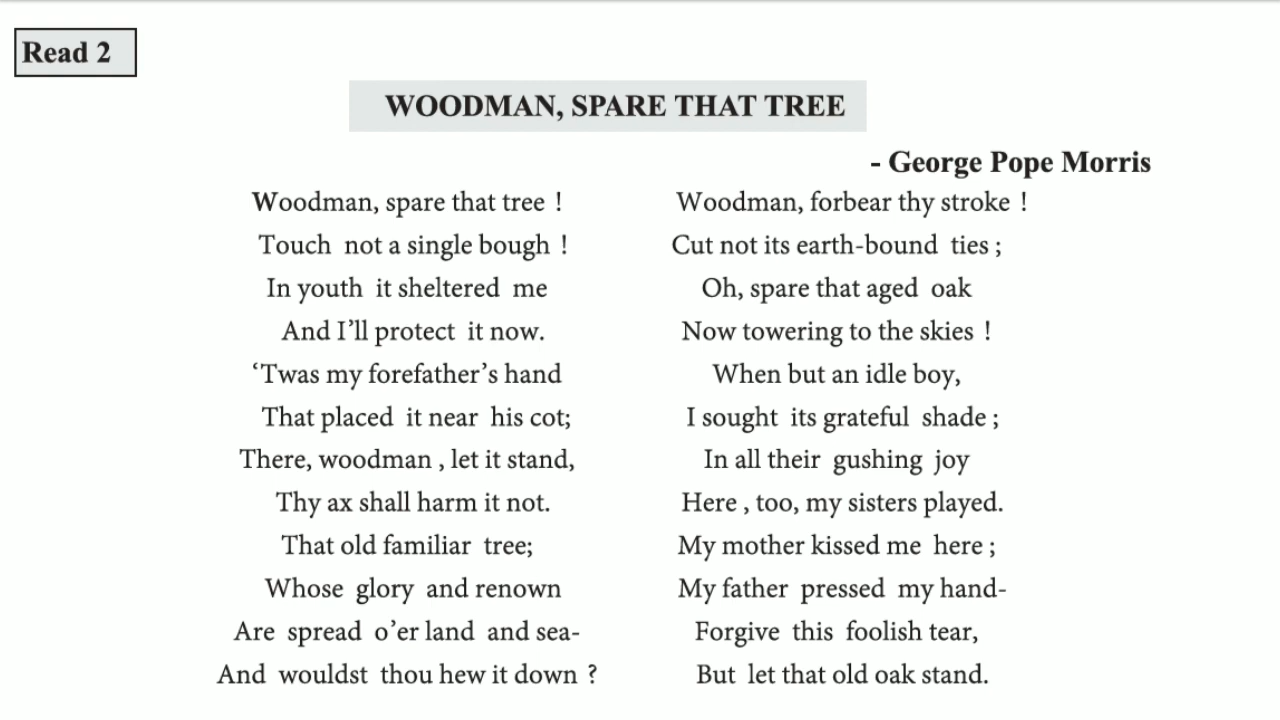 Read 2
WOODMAN, SPARE THAT TREE
- George Pope Morris
Woodman, spare that tree !
Touch not a single bough !
In youth it sheltered me
And I’ll protect it now.
‘Twas my forefather’s hand
That placed it near his cot;
There, woodman , let it stand,
Thy ax shall harm it not.
That old familiar tree;
Whose glory and renown
Are spread o’er land and sea-
And wouldst thou hew it down ?
Woodman, forbear thy stroke !
Cut not its earth-bound ties ;
Oh, spare that aged oak
Now towering to the skies !
When but an idle boy,
I sought its grateful shade ;
In all their gushing joy
Here , too, my sisters played.
My mother kissed me here ;
My father pressed my hand-
Forgive this foolish tear,
But let that old oak stand.